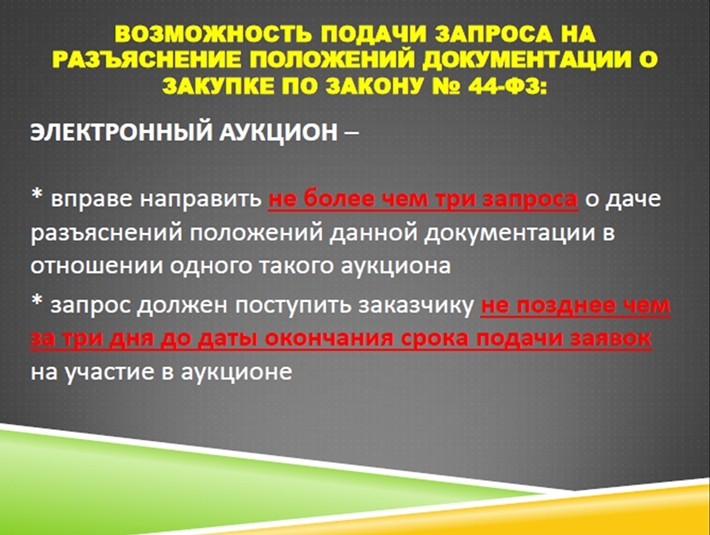 ВОЗМОЖНОСТЬ ПОДАЧИ ЗАПРОСА НА
РАЗЪЯСНЕНИЕ ПОЛОЖЕНИЙ ДОКУМЕНТАЦИИ О
ЗАКУПКЕ ПО ЗАКОНУ № 44-ФЗ:
ЭЛЕКТРОННЫЙ АУКЦИОН –
* вправе направить не более чем три запроса о даче
разъяснений положений данной документации в
отношении одного такого аукциона
* запрос должен поступить заказчику не позднее чем
за три дня до даты окончания срока подачи заявок
на участие в аукционе